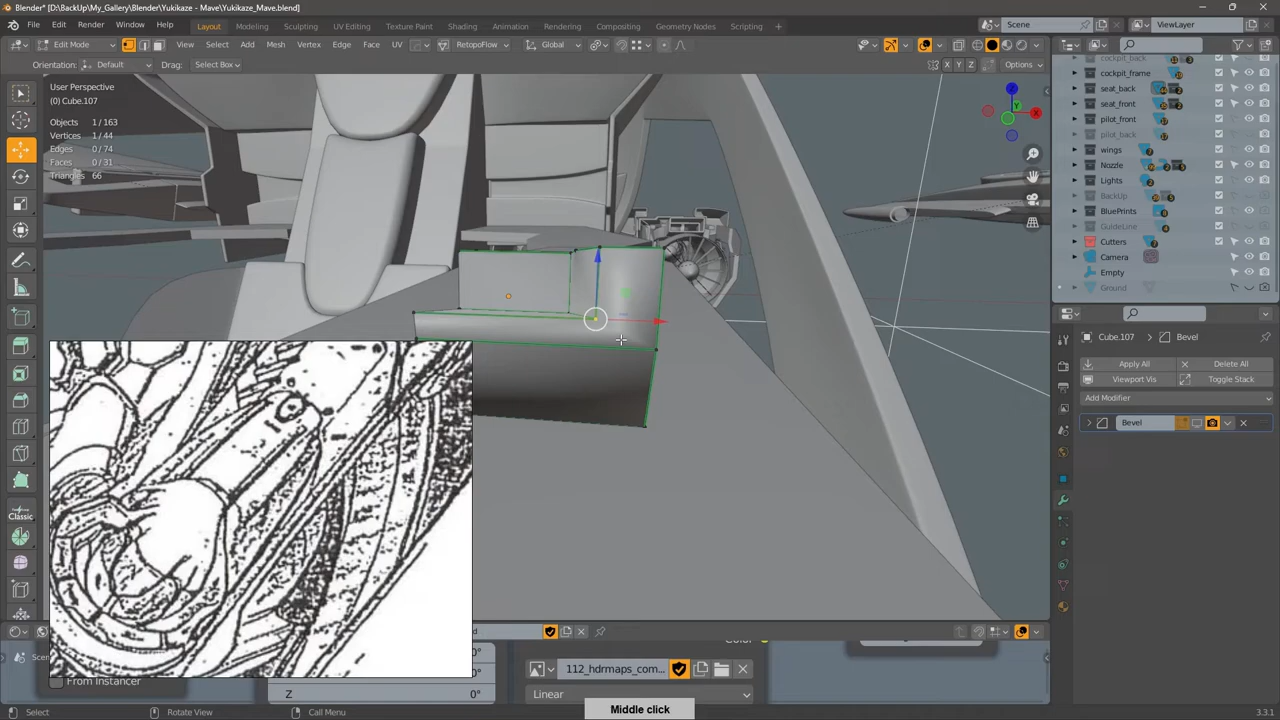 Blender* [D:\BackUp\My_Gallery\Blender\Yukikaze - Mave\Yukikaze_Mave.blend]
File Edit Render Window Help Layout Modeling Sculpting UV Editing Texture Paint Shading Animation Rendering Compositing Geometry Nodes Scripting + Scene ViewLayer
Edit Mode View Select Add Mesh Vertex Edge Face UV RetopoFlow Global
Orientation: Default Drag: Select Box X Y Z Options
User Perspective
(0) Cube.107
Objects 1/163
Vertices 1/44
Edges 0/74
Faces 0/31
Triangles 66
Classic
Z
Y
X
cockpit_back
cockpit_frame
seat_back
seat_front
pilot_front
pilot_back
wings
Nozzle
Lights
BackUp
BluePrints
GuideLine
Cutters
Camera
Empty
Ground
Cube.107 > Bevel
Apply All Delete All
Viewport Vis Toggle Stack
Add Modifier
Bevel
From Instancer
0°
0°
Z 0°
112_hdrmaps_com...
Linear
Middle click
Select Rotate View Call Menu 3.3.1